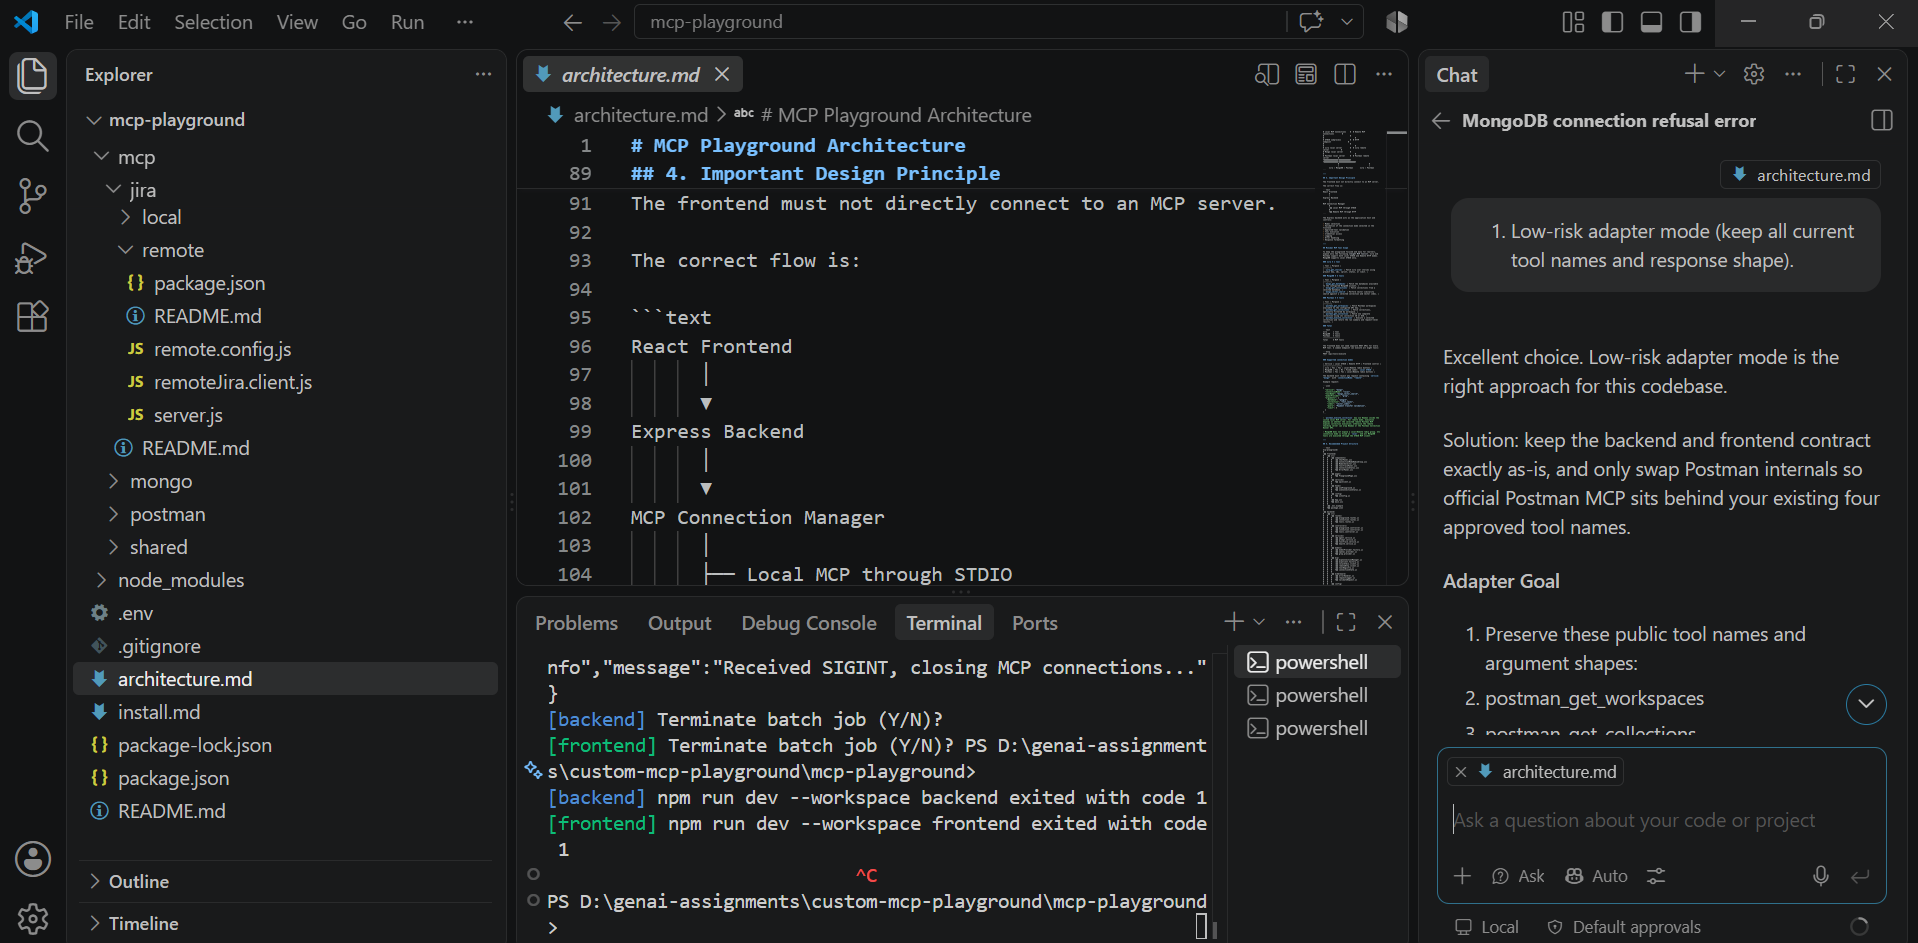 File Edit Selection View Go Run ···
mcp-playground
Explorer ···
mcp-playground
mcp
jira
local
remote
{} package.json
README.md
JS remote.config.js
JS remoteJira.client.js
JS server.js
README.md
mongo
postman
shared
node_modules
.env
.gitignore
architecture.md
install.md
{} package-lock.json
{} package.json
README.md
Outline
Timeline
architecture.md
architecture.md > abc # MCP Playground Architecture
1 # MCP Playground Architecture
89 ## 4. Important Design Principle
91 The frontend must not directly connect to an MCP server.
92
93 The correct flow is:
94
95 ```text
96 React Frontend
97 │
98 ▼
99 Express Backend
100 │
101 ▼
102 MCP Connection Manager
103 │
104 ├── Local MCP through STDIO
Problems Output Debug Console Terminal Ports
nfo","message":"Received SIGINT, closing MCP connections..."
}
[backend] Terminate batch job (Y/N)?
[frontend] Terminate batch job (Y/N)? PS D:\genai-assignment
s\custom-mcp-playground\mcp-playground>
[backend] npm run dev --workspace backend exited with code 1
[frontend] npm run dev --workspace frontend exited with code
1
^C
PS D:\genai-assignments\custom-mcp-playground\mcp-playground
>
powershell
powershell
powershell
Chat
MongoDB connection refusal error
architecture.md
1. Low-risk adapter mode (keep all current
tool names and response shape).
Excellent choice. Low-risk adapter mode is the
right approach for this codebase.
Solution: keep the backend and frontend contract
exactly as-is, and only swap Postman internals so
official Postman MCP sits behind your existing four
approved tool names.
Adapter Goal
1. Preserve these public tool names and
argument shapes:
2. postman_get_workspaces
3. postman_get_collections
architecture.md
Ask a question about your code or project
Ask Auto
Local Default approvals